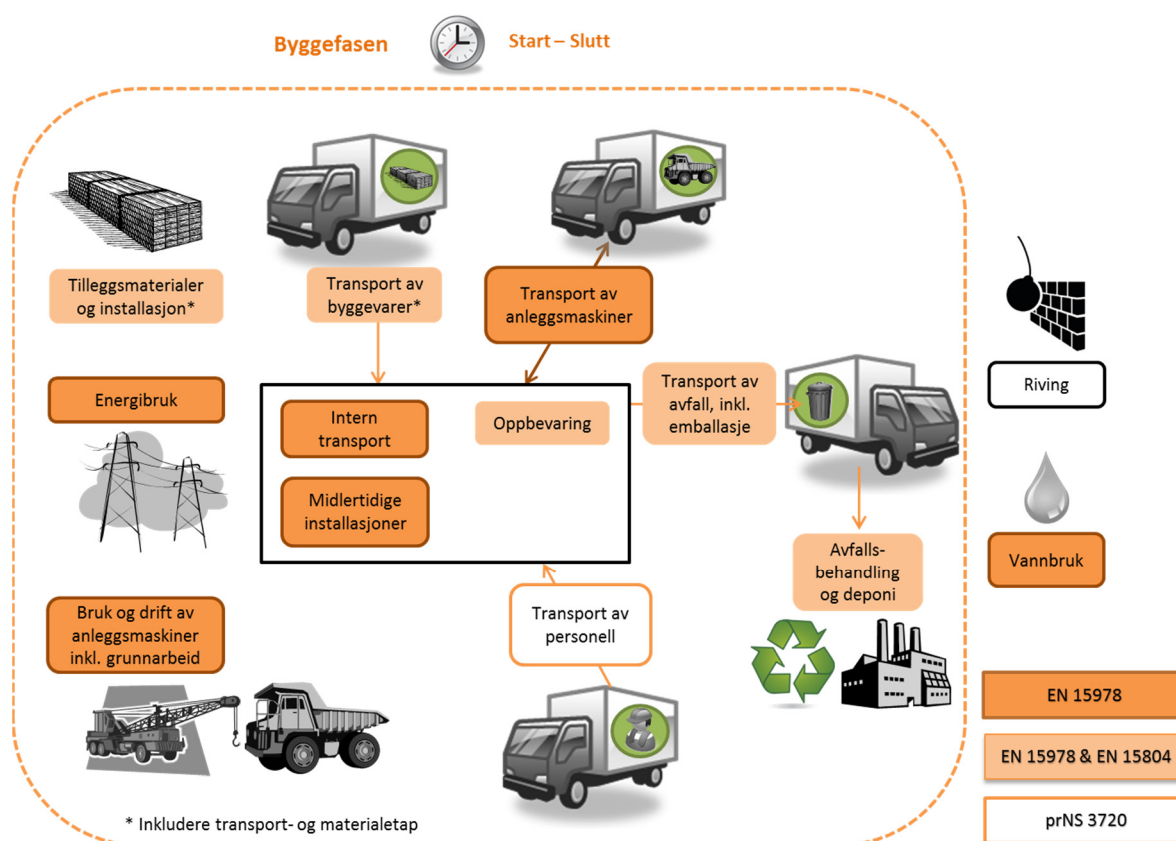 Byggefasen
Start – Slutt
Tilleggsmaterialer
og installasjon*
Transport av
byggevarer*
Transport av
anleggsmaskiner
Energibruk
Intern
transport
Oppbevaring
Transport av
avfall, inkl.
emballasje
Riving
Midlertidige
installasjoner
Avfalls-
behandling
og deponi
Vannbruk
Bruk og drift av
anleggsmaskiner
inkl. grunnarbeid
Transport av
personell
EN 15978
EN 15978 & EN 15804
prNS 3720
* Inkludere transport- og materialetap